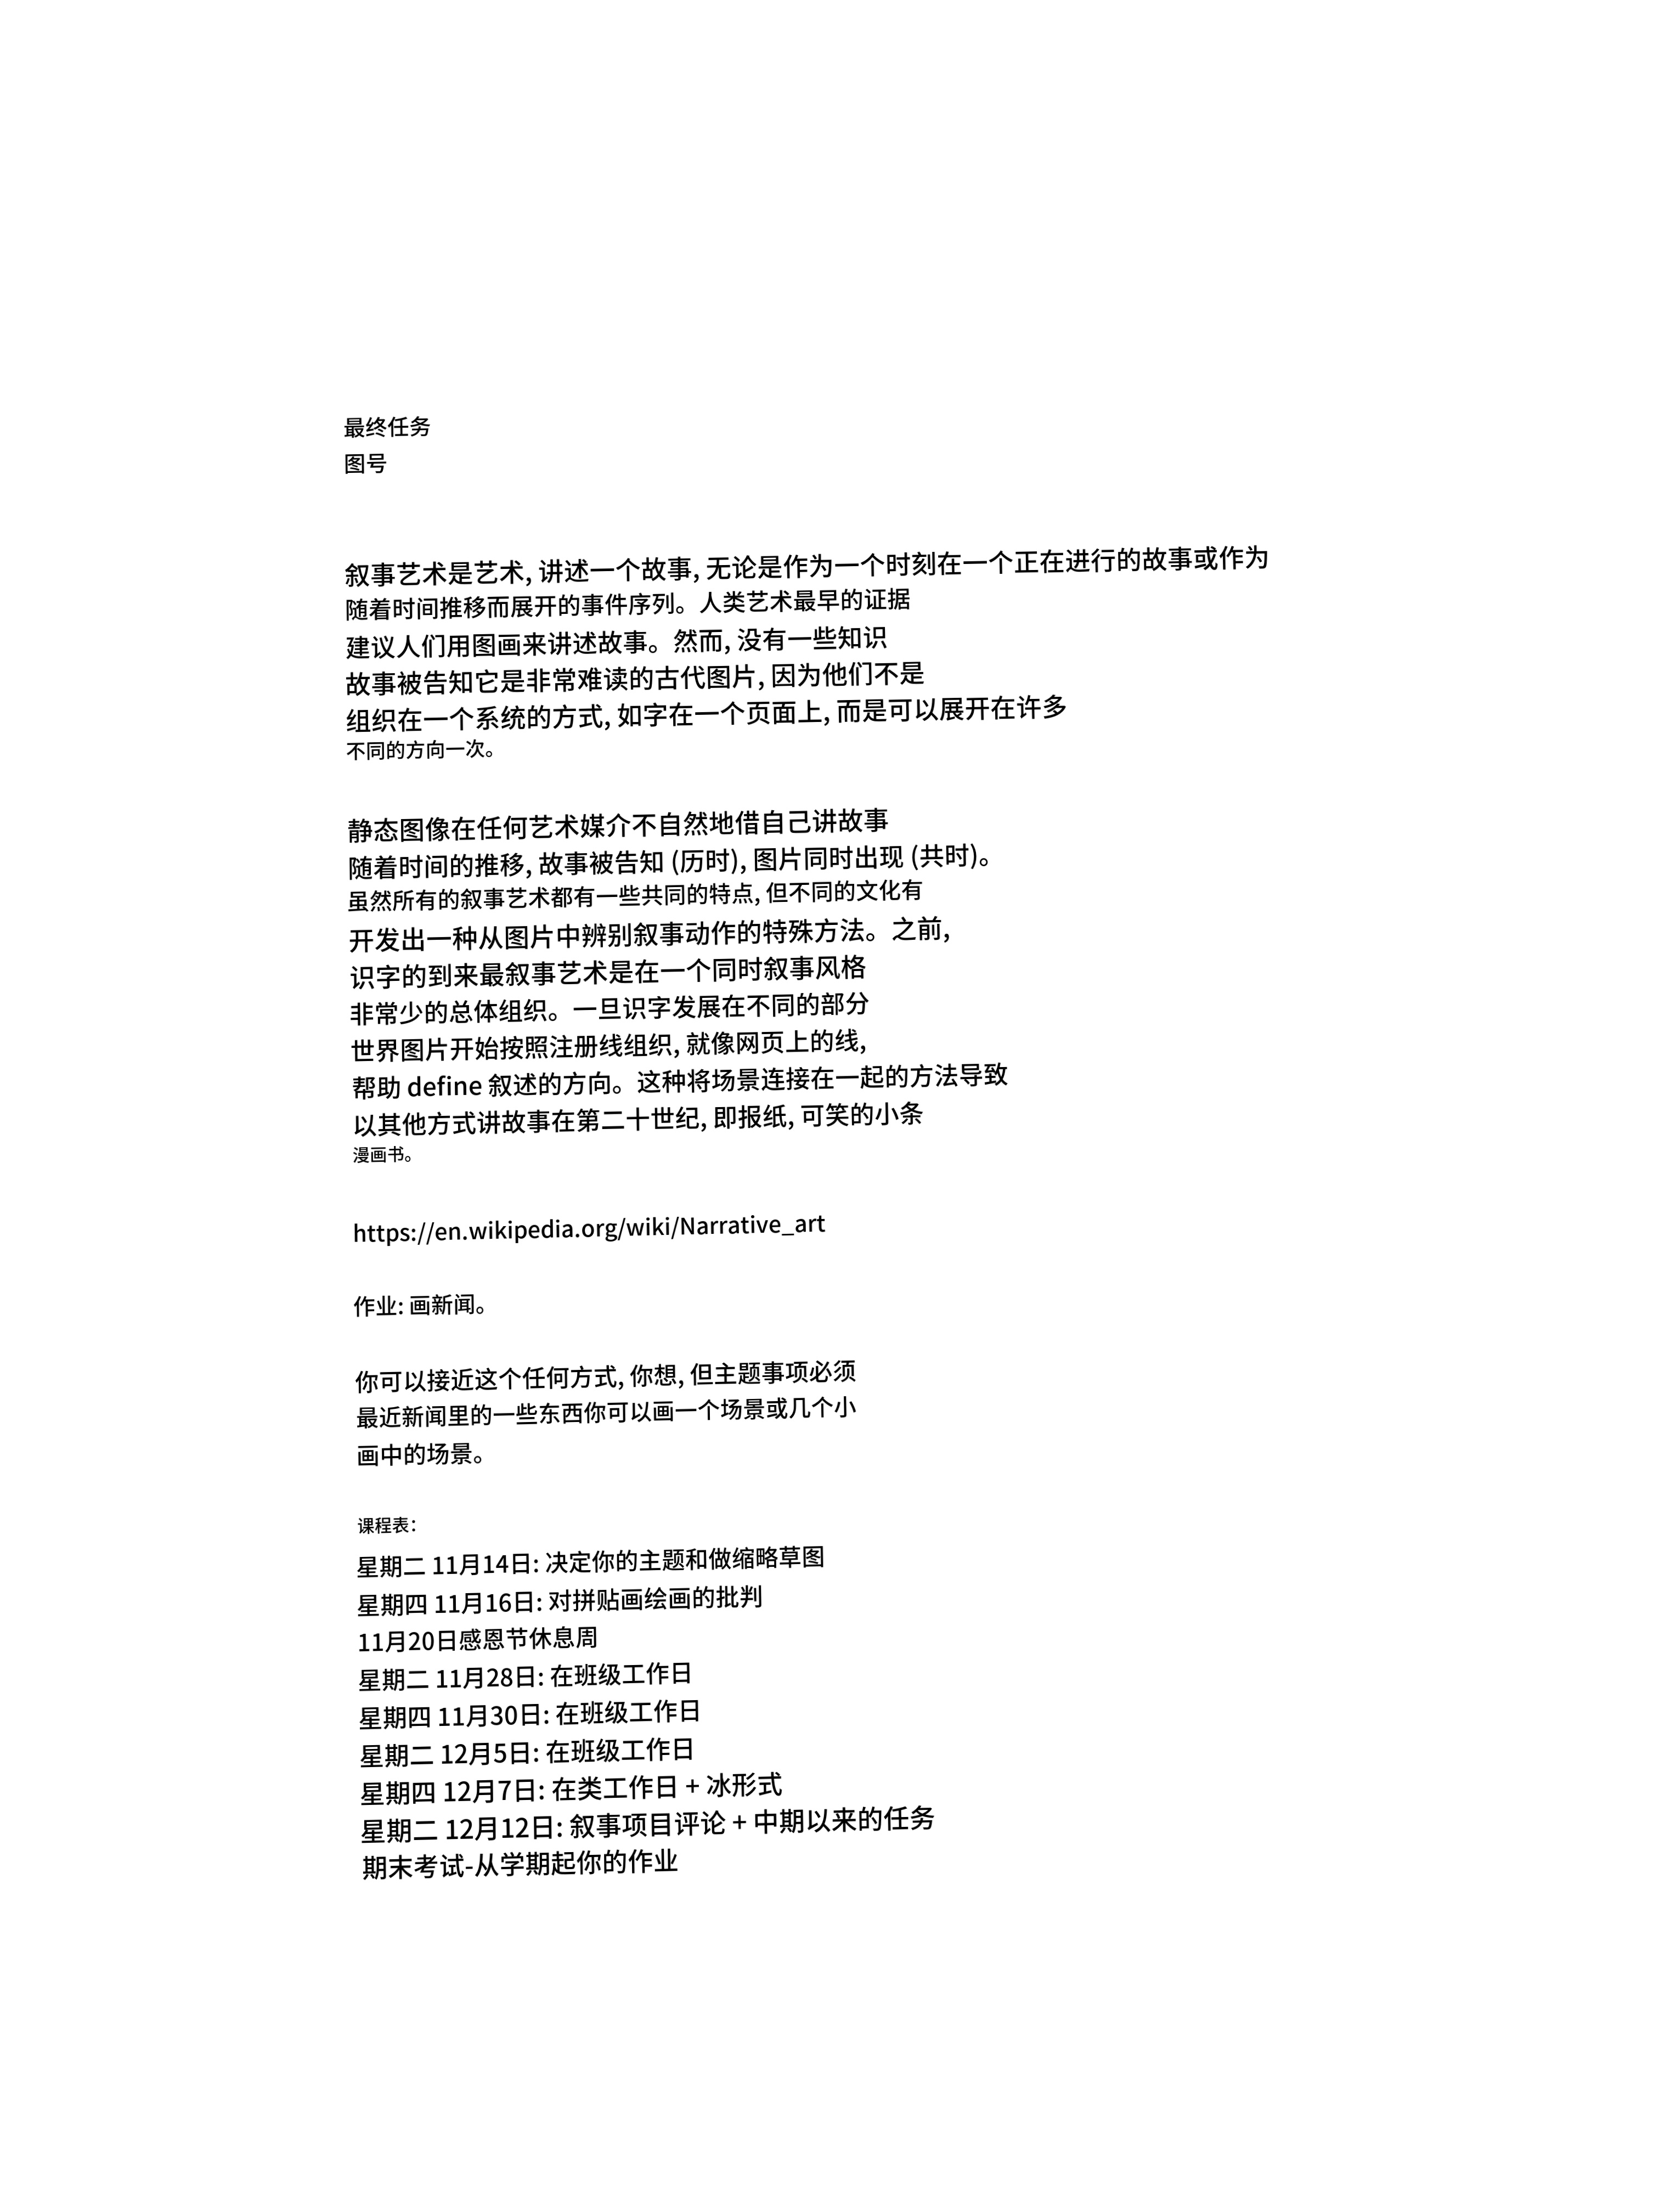 最终任务
图号
叙事艺术是艺术, 讲述一个故事, 无论是作为一个时刻在一个正在进行的故事或作为
随着时间推移而展开的事件序列。人类艺术最早的证据
建议人们用图画来讲述故事。然而, 没有一些知识
故事被告知它是非常难读的古代图片, 因为他们不是
组织在一个系统的方式, 如字在一个页面上, 而是可以展开在许多
不同的方向一次。
静态图像在任何艺术媒介不自然地借自己讲故事
随着时间的推移, 故事被告知 (历时), 图片同时出现 (共时)。
虽然所有的叙事艺术都有一些共同的特点, 但不同的文化有
开发出一种从图片中辨别叙事动作的特殊方法。之前,
识字的到来最叙事艺术是在一个同时叙事风格
非常少的总体组织。一旦识字发展在不同的部分
世界图片开始按照注册线组织, 就像网页上的线,
帮助 define 叙述的方向。这种将场景连接在一起的方法导致
以其他方式讲故事在第二十世纪, 即报纸, 可笑的小条
漫画书。
https://en.wikipedia.org/wiki/Narrative_art
作业: 画新闻。
你可以接近这个任何方式, 你想, 但主题事项必须
最近新闻里的一些东西你可以画一个场景或几个小
画中的场景。
课程表:
星期二 11月14日: 决定你的主题和做缩略草图
星期四 11月16日: 对拼贴画绘画的批判
11月20日感恩节休息周
星期二 11月28日: 在班级工作日
星期四 11月30日: 在班级工作日
星期二 12月5日: 在班级工作日
星期四 12月7日: 在类工作日 + 冰形式
星期二 12月12日: 叙事项目评论 + 中期以来的任务
期末考试-从学期起你的作业